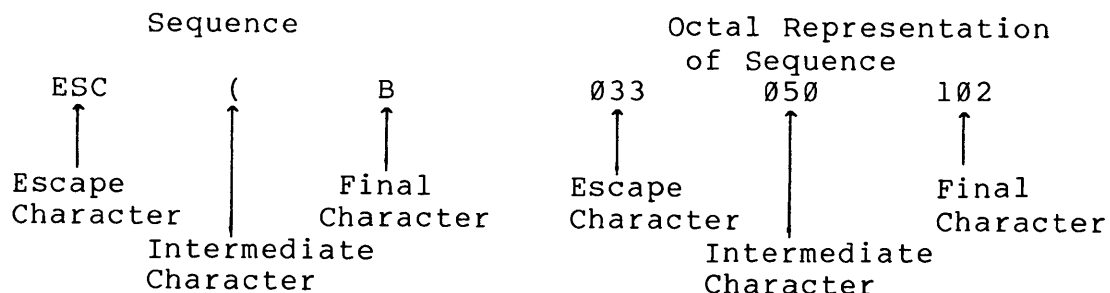 Sequence
Octal Representation
of Sequence
ESC ( B
Ø33 Ø5Ø 1Ø2
Escape
Character
Final
Character
Escape
Character
Final
Character
Intermediate
Character
Intermediate
Character